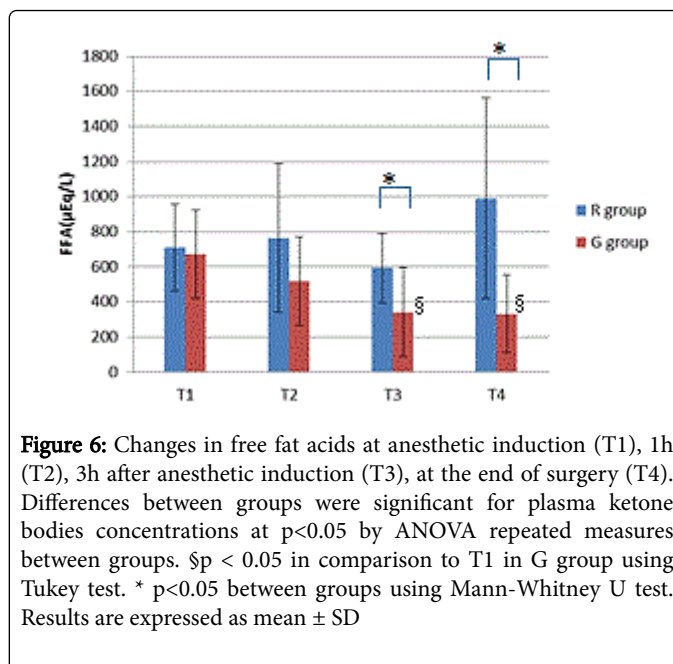 1800
*
1600
1400
1200
*
1000
FFA(μEq/L)
R group
800
G group
600
400
§
§
200
0
T1 T2 T3 T4
Figure 6: Changes in free fat acids at anesthetic induction (T1), 1h
(T2), 3h after anesthetic induction (T3), at the end of surgery (T4).
Differences between groups were significant for plasma ketone
bodies concentrations at p<0.05 by ANOVA repeated measures
between groups. §p < 0.05 in comparison to T1 in G group using
Tukey test. * p<0.05 between groups using Mann-Whitney U test.
Results are expressed as mean ± SD